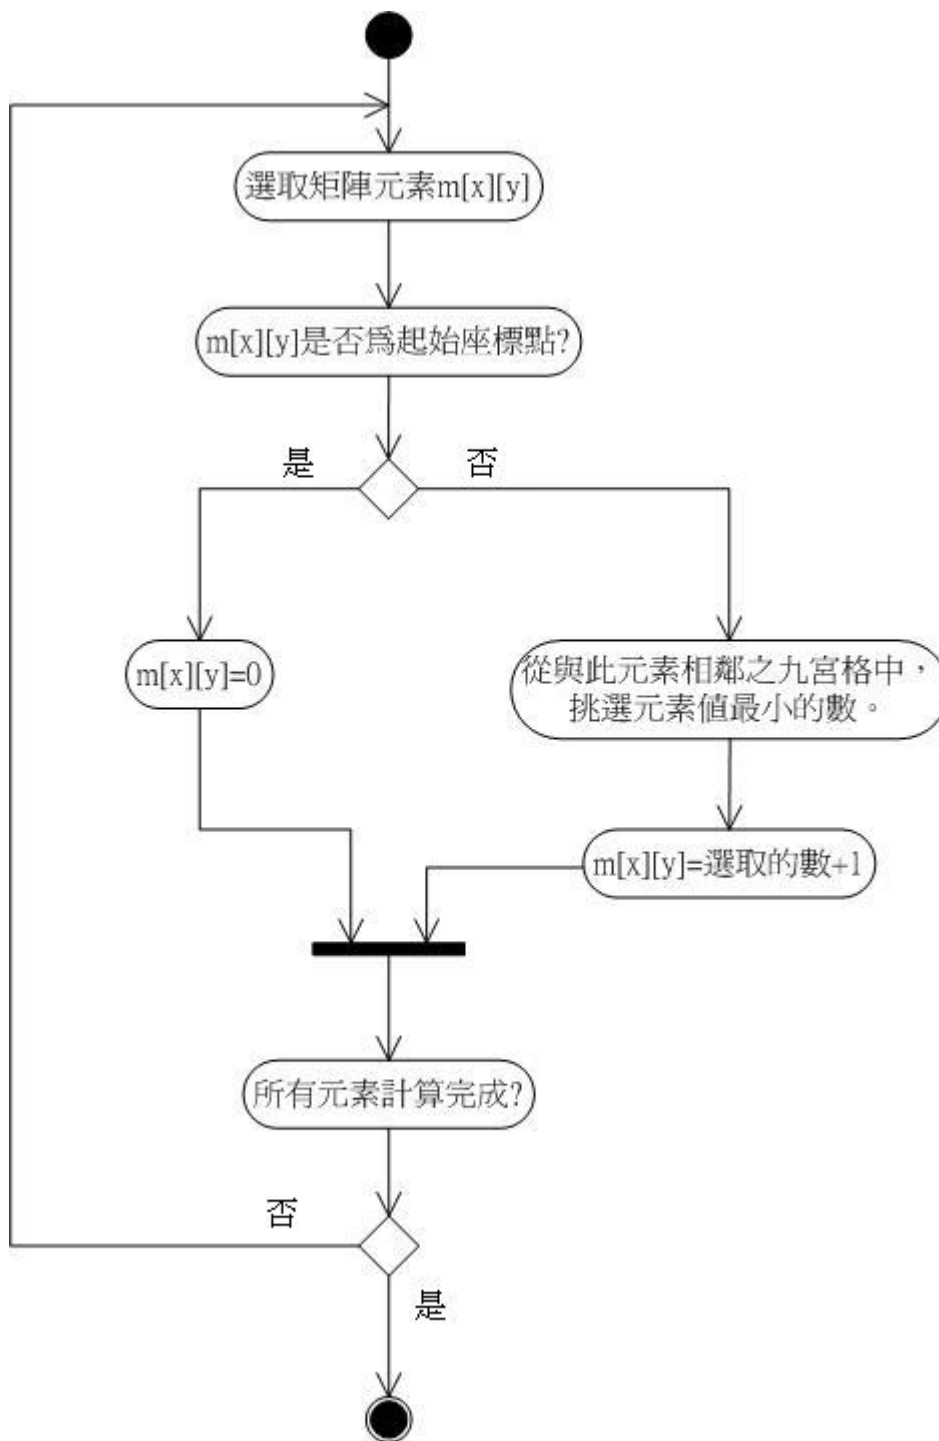 選取矩陣元素m[x][y]
m[x][y]是否為起始座標點?
是
否
m[x][y]=0
從與此元素相鄰之九宮格中，
挑選元素值最小的數。
m[x][y]=選取的數+1
所有元素計算完成?
否
是